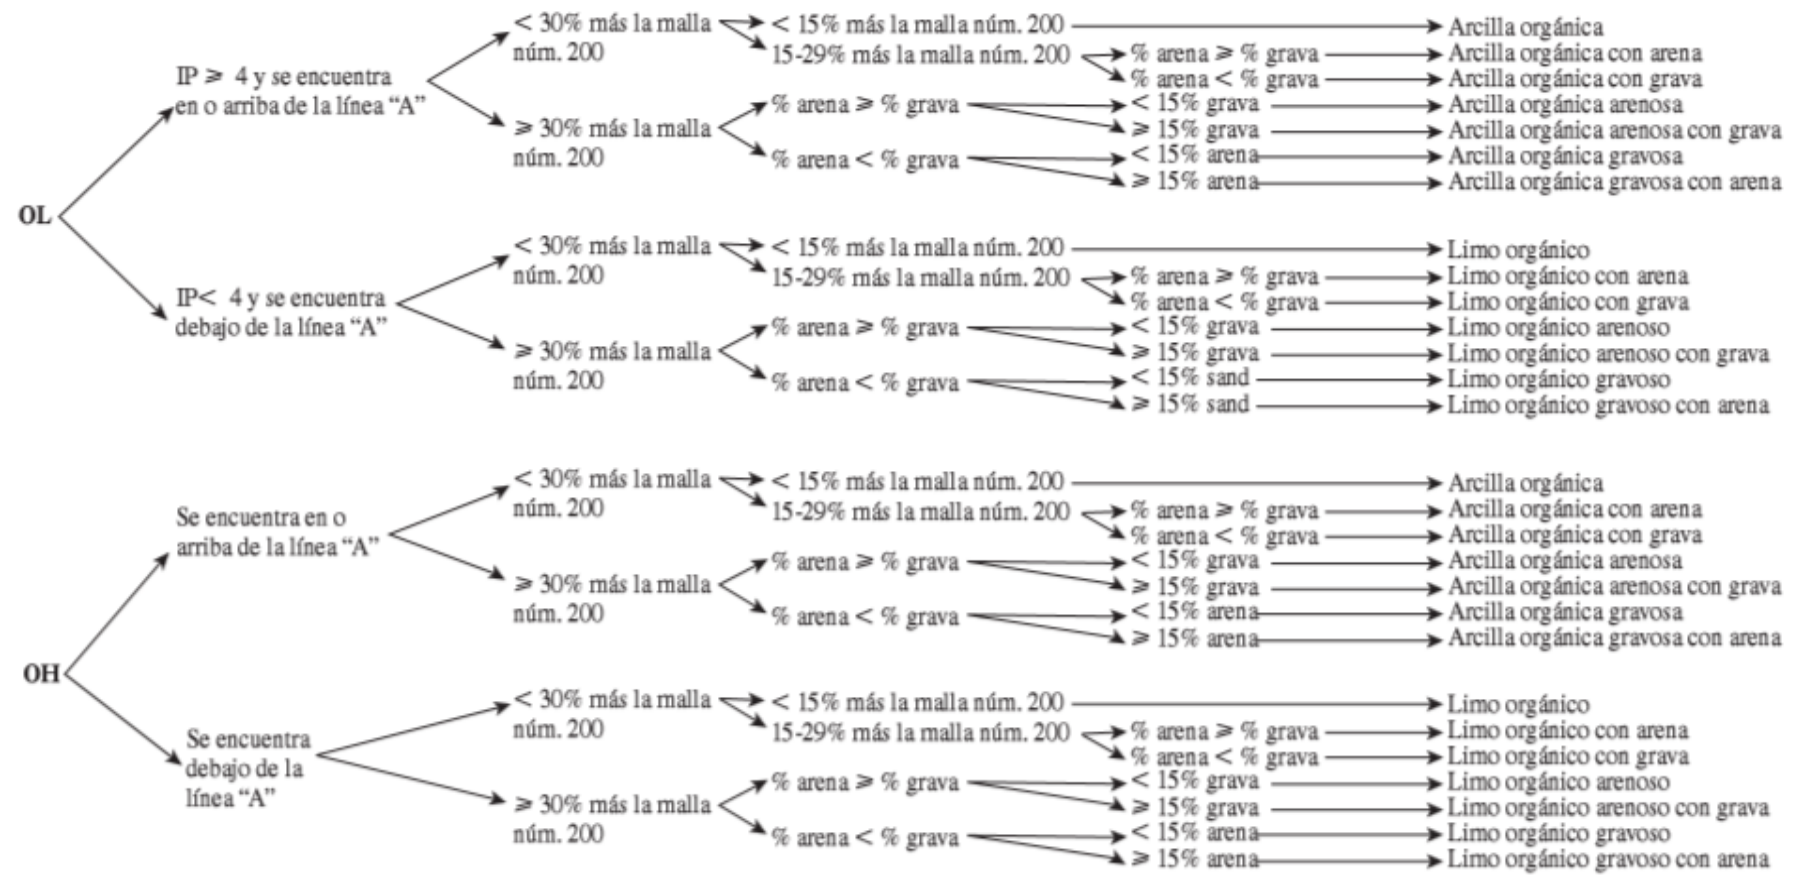 < 30% más la malla
núm. 200
< 15% más la malla núm. 200
Arcilla orgánica
15-29% más la malla núm. 200
% arena ⩾ % grava
Arcilla orgánica con arena
% arena < % grava
Arcilla orgánica con grava
IP ⩾ 4 y se encuentra
en o arriba de la línea “A”
⩾ 30% más la malla
núm. 200
% arena ⩾ % grava
< 15% grava
Arcilla orgánica arenosa
⩾ 15% grava
Arcilla orgánica arenosa con grava
% arena < % grava
< 15% arena
Arcilla orgánica gravosa
⩾ 15% arena
Arcilla orgánica gravosa con arena
OL
< 30% más la malla
núm. 200
< 15% más la malla núm. 200
Limo orgánico
15-29% más la malla núm. 200
% arena ⩾ % grava
Limo orgánico con arena
% arena < % grava
Limo orgánico con grava
IP< 4 y se encuentra
debajo de la línea “A”
⩾ 30% más la malla
núm. 200
% arena ⩾ % grava
< 15% grava
Limo orgánico arenoso
⩾ 15% grava
Limo orgánico arenoso con grava
% arena < % grava
< 15% sand
Limo orgánico gravoso
⩾ 15% sand
Limo orgánico gravoso con arena
< 30% más la malla
núm. 200
< 15% más la malla núm. 200
Arcilla orgánica
15-29% más la malla núm. 200
% arena ⩾ % grava
Arcilla orgánica con arena
% arena < % grava
Arcilla orgánica con grava
Se encuentra en o
arriba de la línea “A”
⩾ 30% más la malla
núm. 200
% arena ⩾ % grava
< 15% grava
Arcilla orgánica arenosa
⩾ 15% grava
Arcilla orgánica arenosa con grava
% arena < % grava
< 15% arena
Arcilla orgánica gravosa
⩾ 15% arena
Arcilla orgánica gravosa con arena
OH
< 30% más la malla
núm. 200
< 15% más la malla núm. 200
Limo orgánico
15-29% más la malla núm. 200
% arena ⩾ % grava
Limo orgánico con arena
% arena < % grava
Limo orgánico con grava
Se encuentra
debajo de la
línea “A”
⩾ 30% más la malla
núm. 200
% arena ⩾ % grava
< 15% grava
Limo orgánico arenoso
⩾ 15% grava
Limo orgánico arenoso con grava
% arena < % grava
< 15% arena
Limo orgánico gravoso
⩾ 15% arena
Limo orgánico gravoso con arena